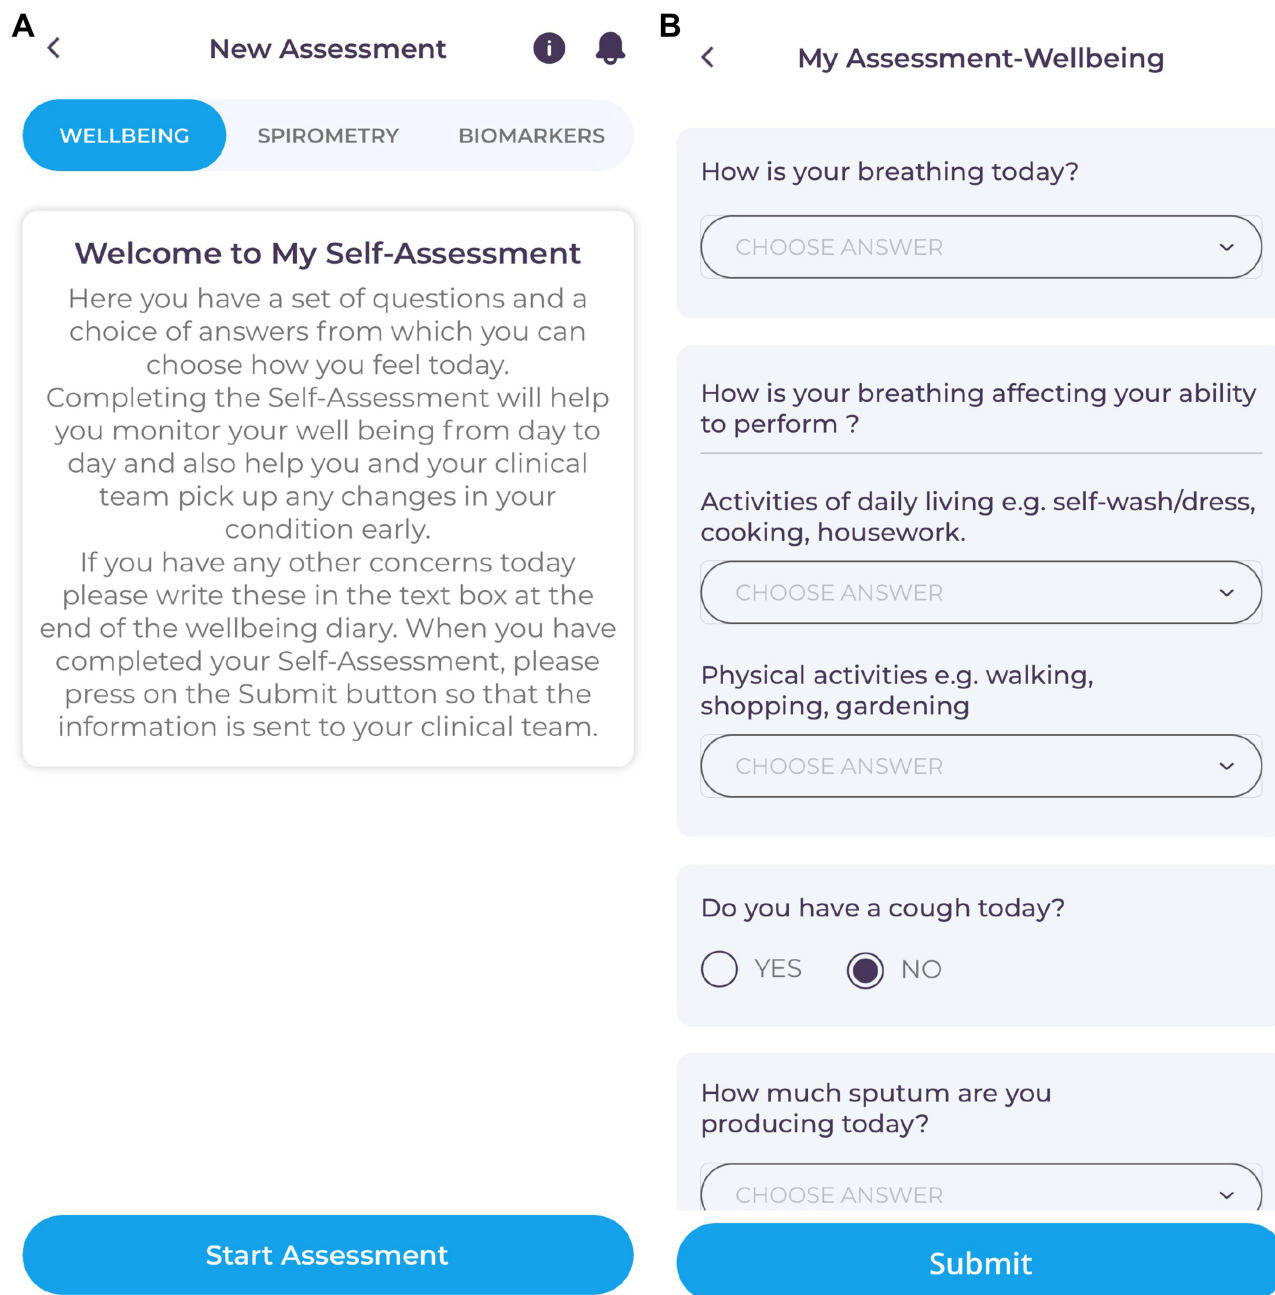 A
New Assessment
WELLBEING
SPIROMETRY
BIOMARKERS
Welcome to My Self-Assessment
Here you have a set of questions and a
choice of answers from which you can
choose how you feel today.
Completing the Self-Assessment will help
you monitor your well being from day to
day and also help you and your clinical
team pick up any changes in your
condition early.
If you have any other concerns today
please write these in the text box at the
end of the wellbeing diary. When you have
completed your Self-Assessment, please
press on the Submit button so that the
information is sent to your clinical team.
Start Assessment
B
My Assessment-Wellbeing
How is your breathing today?
CHOOSE ANSWER
How is your breathing affecting your ability
to perform ?
Activities of daily living e.g. self-wash/dress,
cooking, housework.
CHOOSE ANSWER
Physical activities e.g. walking,
shopping, gardening
CHOOSE ANSWER
Do you have a cough today?
YES NO
How much sputum are you
producing today?
CHOOSE ANSWER
Submit